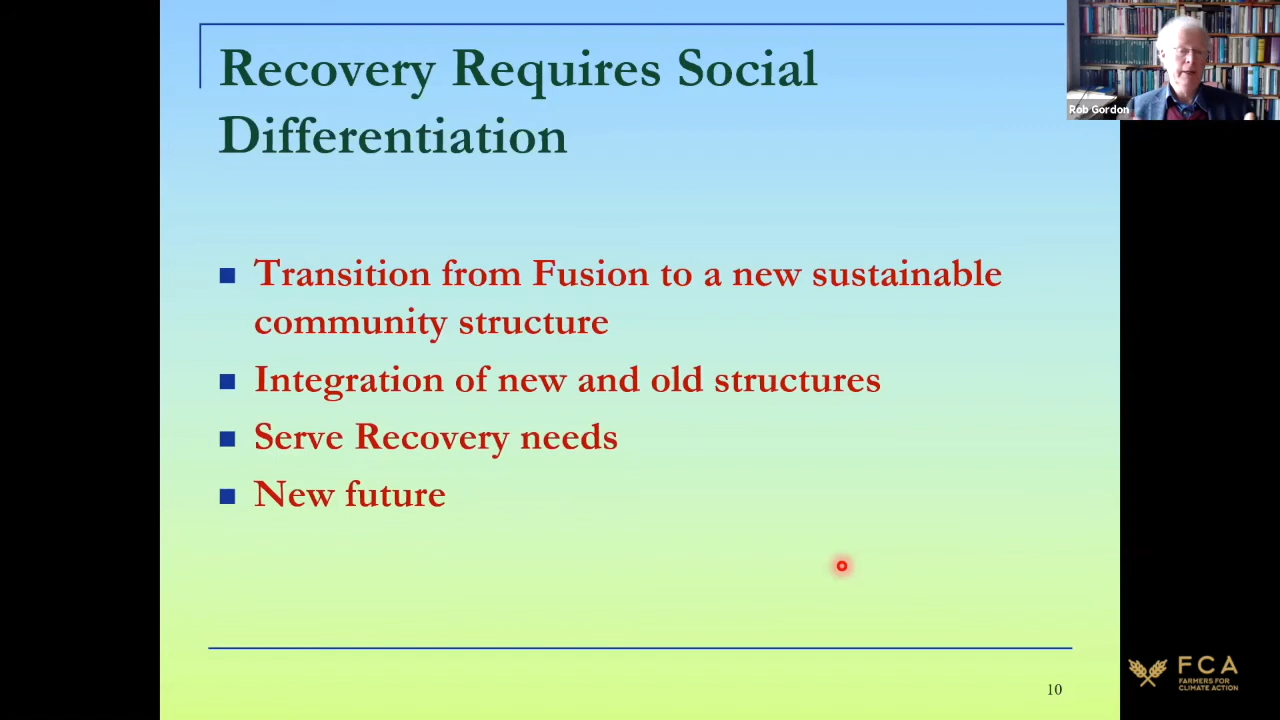 Recovery Requires Social
Differentiation
Rob Gordon
Transition from Fusion to a new sustainable
community structure
Integration of new and old structures
Serve Recovery needs
New future
10
FCA
FARMERS FOR
CLIMATE ACTION